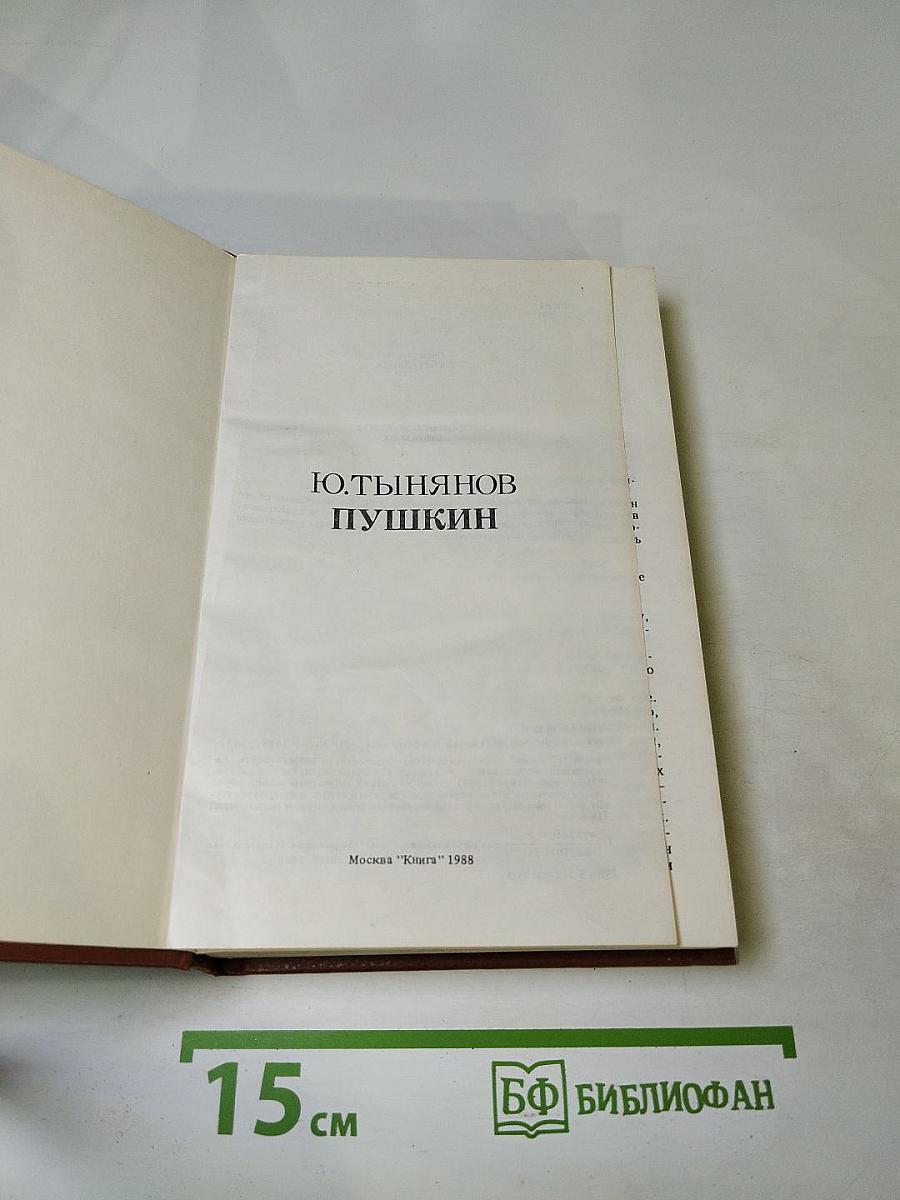 Ю.ТЫНЯНОВ
ПУШКИН
Москва "Книга" 1988
15 см
БФ БИБЛИОФАН